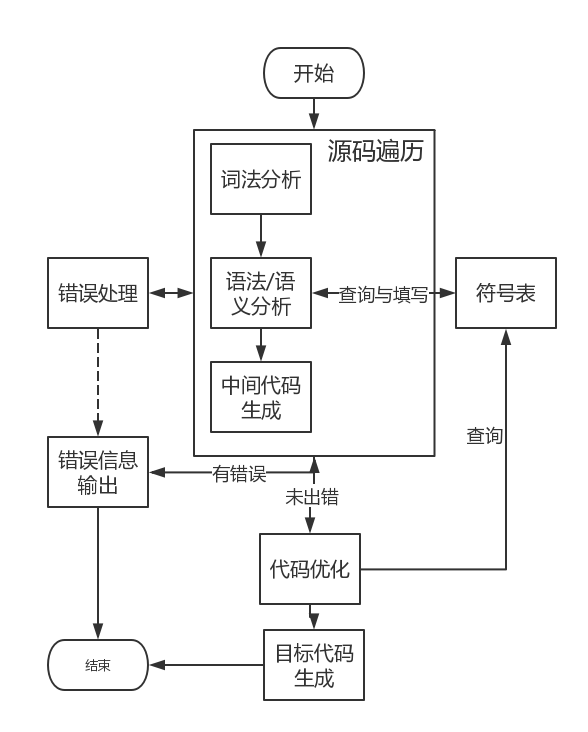 开始
源码遍历
词法分析
错误处理
语法/语
义分析
查询与填写
符号表
中间代码
生成
错误信息
输出
有错误
未出错
查询
代码优化
目标代码
生成
结束